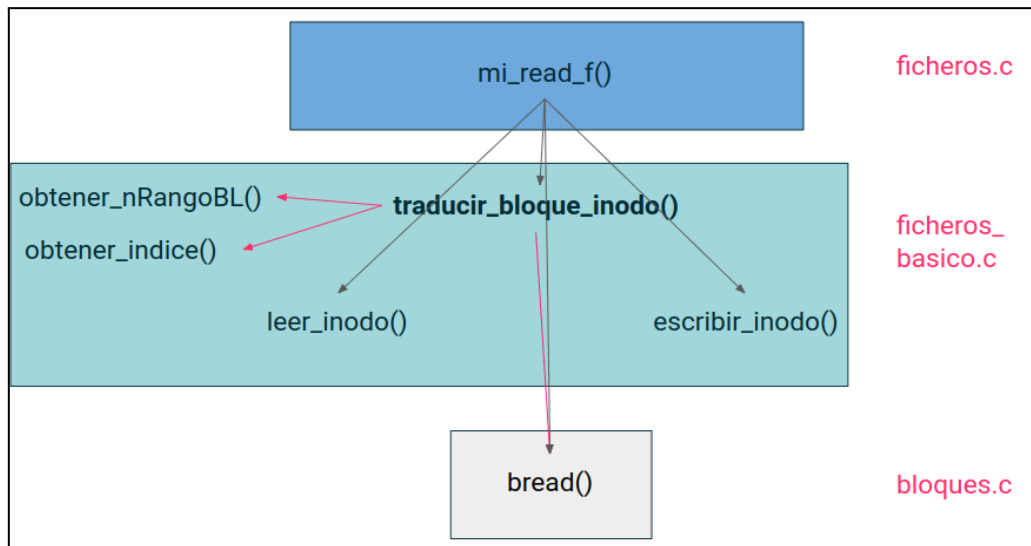 mi_read_f()
ficheros.c
obtener_nRangoBL()
traducir_bloque_inodo()
obtener_indice()
ficheros_
basico.c
leer_inodo()
escribir_inodo()
bread()
bloques.c